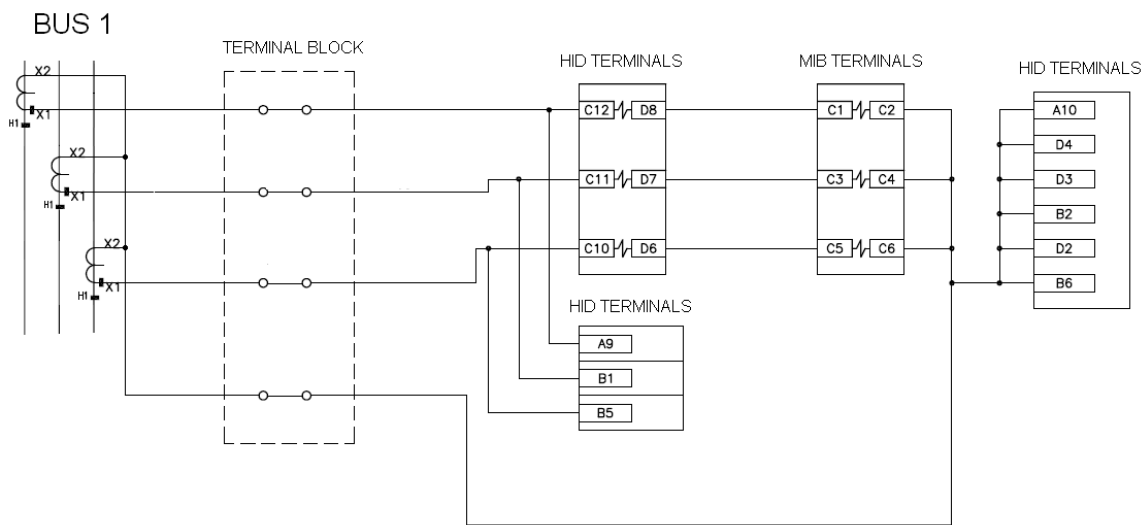 BUS 1
TERMINAL BLOCK
HID TERMINALS
MIB TERMINALS
HID TERMINALS
X2
X1
H1
C12
D8
C1
C2
A10
D4
X2
X1
H1
C11
D7
C3
C4
D3
B2
X2
X1
H1
C10
D6
C5
C6
D2
B6
HID TERMINALS
A9
B1
B5